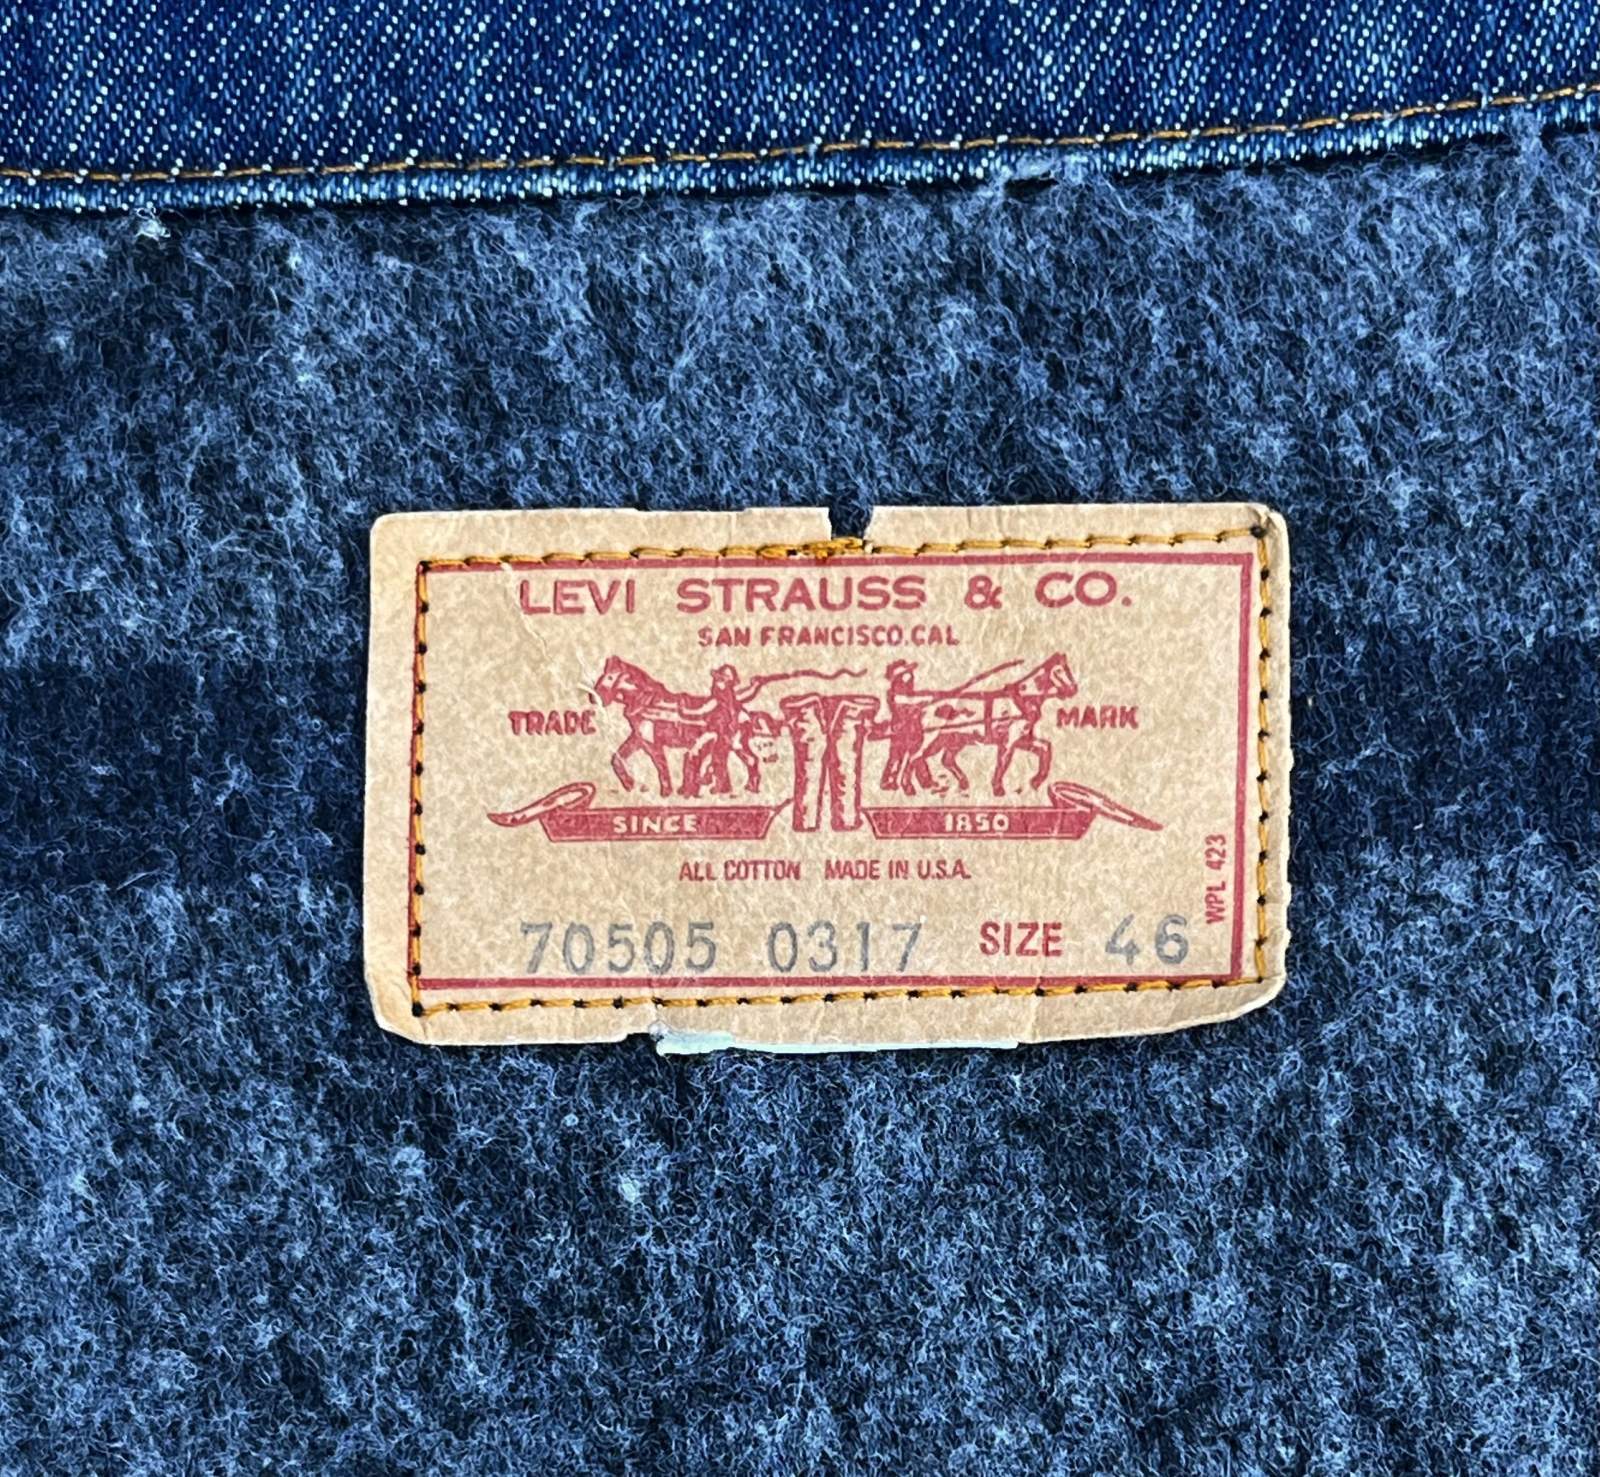 LEVI STRAUSS & CO.
SAN FRANCISCO.CAL
TRADE MARK
SINCE 1850
ALL COTTON MADE IN U.S.A.
WPL 423
70505 0317 SIZE 46